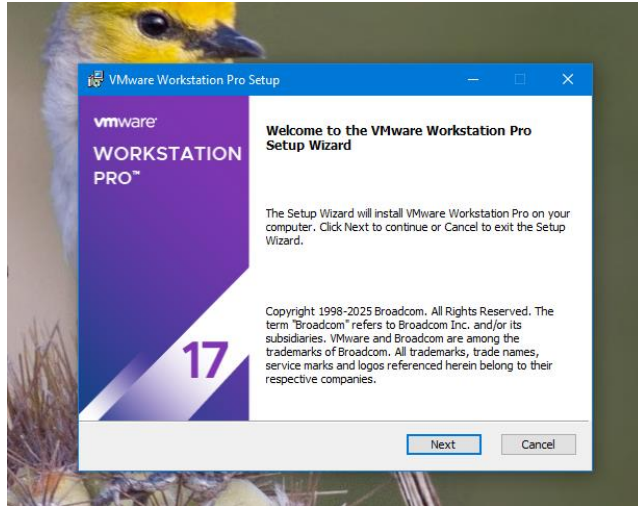 VMware Workstation Pro Setup
vmware
WORKSTATION
PRO™
17
Welcome to the VMware Workstation Pro
Setup Wizard
The Setup Wizard will install VMware Workstation Pro on your
computer. Click Next to continue or Cancel to exit the Setup
Wizard.
Copyright 1998-2025 Broadcom. All Rights Reserved. The
term "Broadcom" refers to Broadcom Inc. and/or its
subsidiaries. VMware and Broadcom are among the
trademarks of Broadcom. All trademarks, trade names,
service marks and logos referenced herein belong to their
respective companies.
Next
Cancel